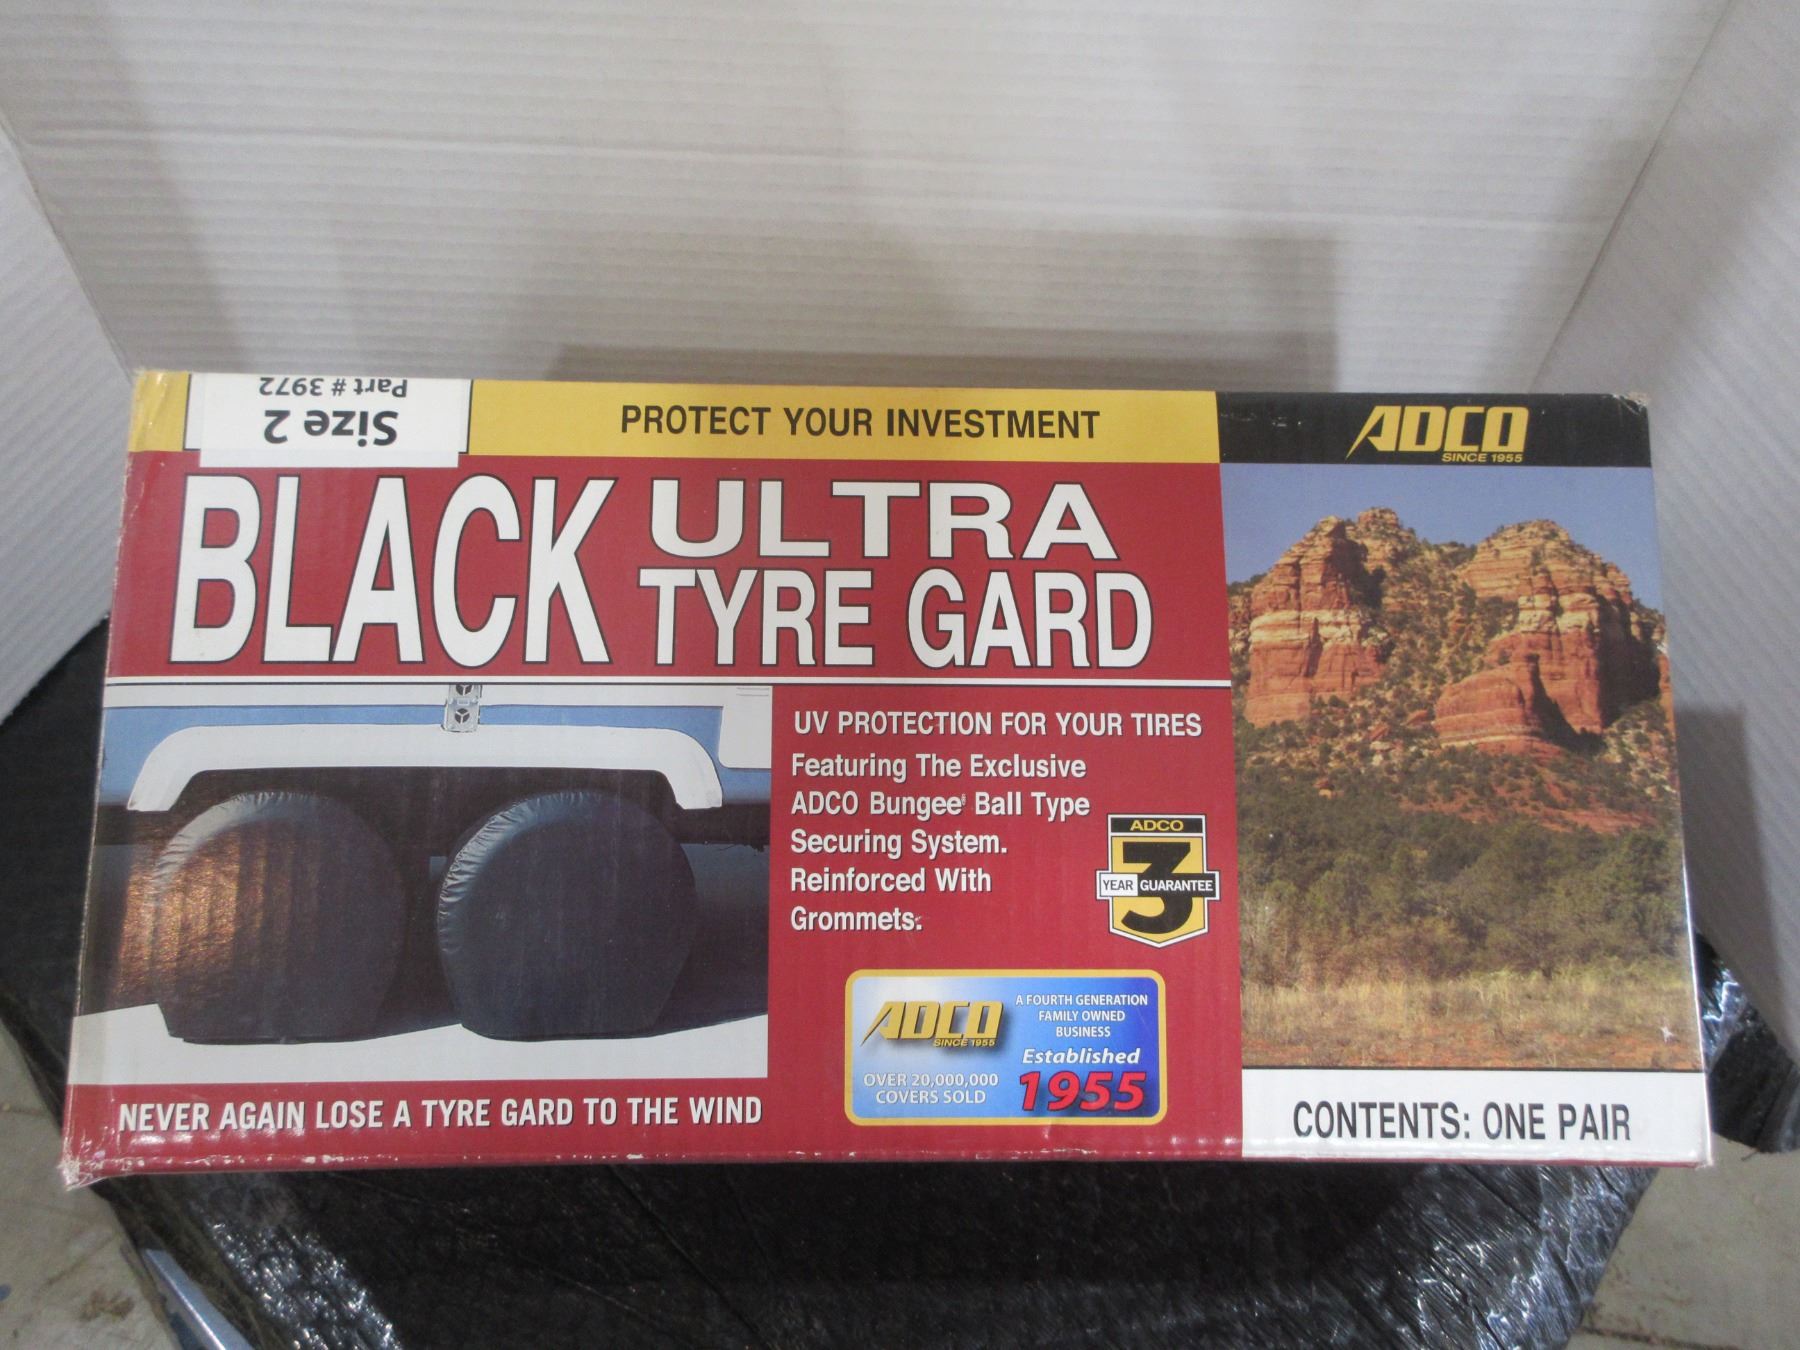 Size 2
Part # 3972
PROTECT YOUR INVESTMENT
ADCO
SINCE 1955
BLACK ULTRA
TYRE GARD
UV PROTECTION FOR YOUR TIRES
Featuring The Exclusive
ADCO Bungee® Ball Type
Securing System.
Reinforced With
Grommets.
ADCO
3
YEAR GUARANTEE
ADCO
SINCE 1955
A FOURTH GENERATION
FAMILY OWNED
BUSINESS
Established
1955
OVER 20,000,000
COVERS SOLD
NEVER AGAIN LOSE A TYRE GARD TO THE WIND
CONTENTS: ONE PAIR